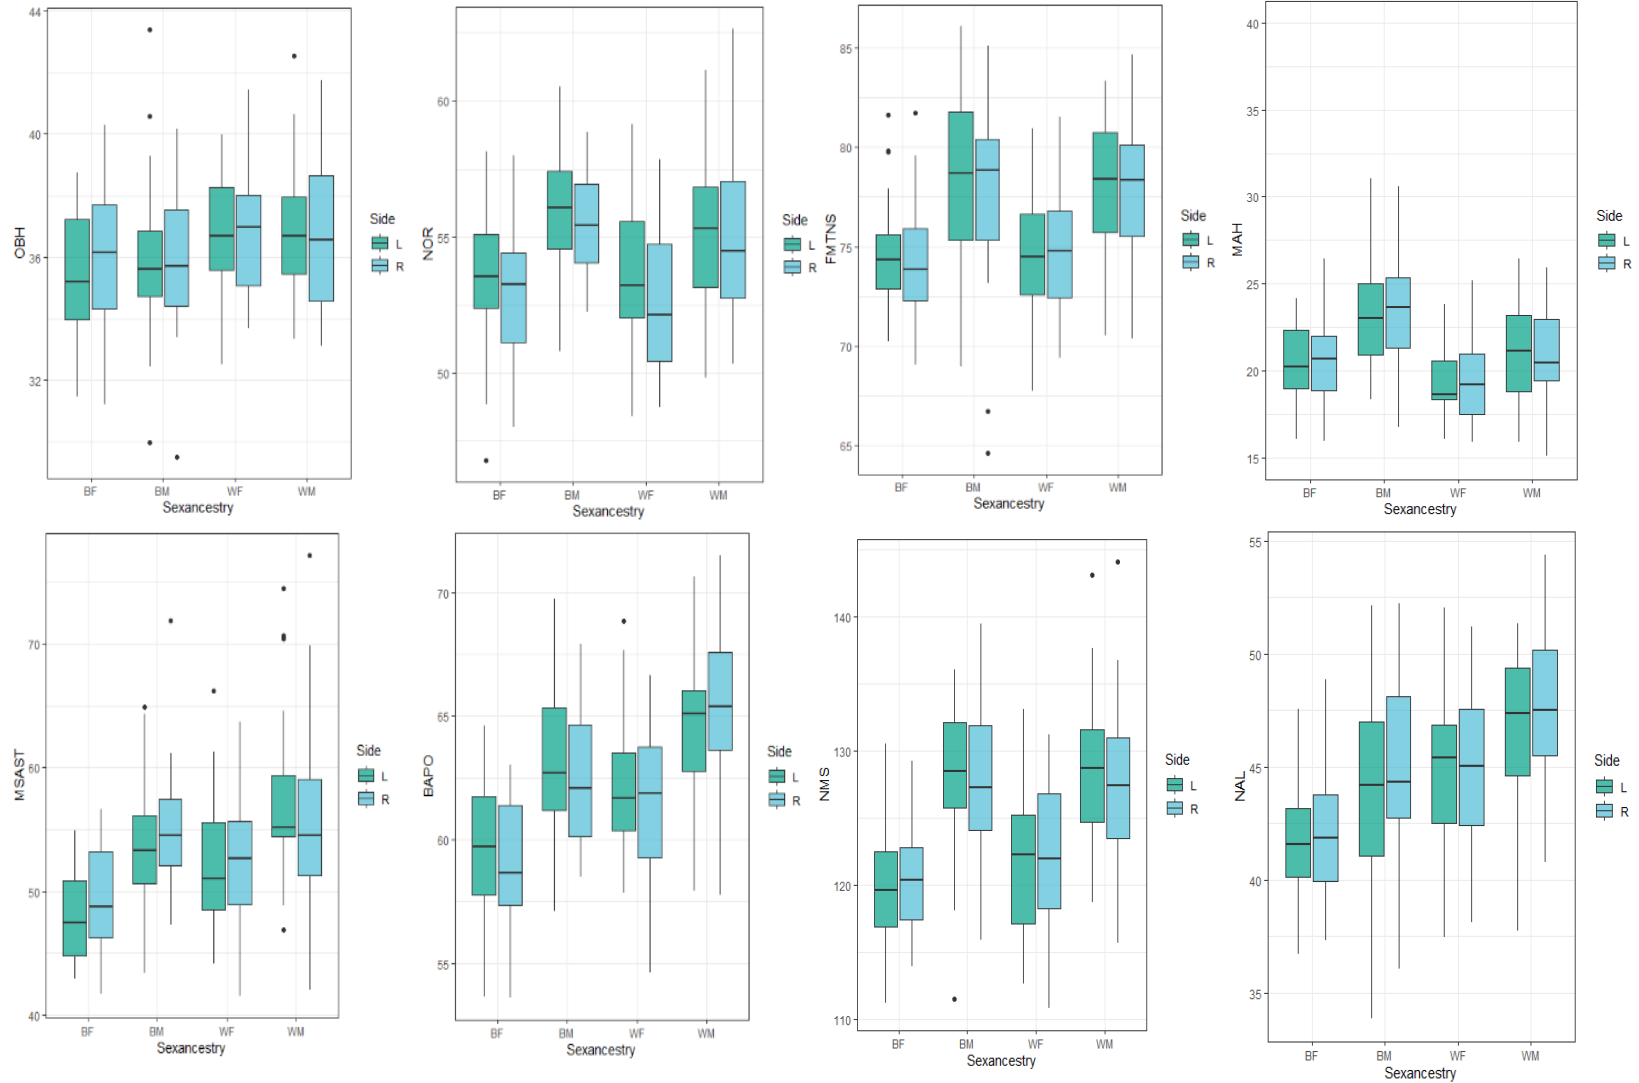 OBH
44
40
36
32
BF BM WF WM
Sexancestry
Side
L
R
NOR
60
55
50
BF BM WF WM
Sexancestry
Side
L
R
FMTNS
85
80
75
70
65
BF BM WF WM
Sexancestry
Side
L
R
MAH
40
35
30
25
20
15
BF BM WF WM
Sexancestry
Side
L
R
MSAST
70
60
50
40
BF BM WF WM
Sexancestry
Side
L
R
BAPO
70
65
60
55
BF BM WF WM
Sexancestry
Side
L
R
NMS
140
130
120
110
BF BM WF WM
Sexancestry
Side
L
R
NAL
55
50
45
40
35
BF BM WF WM
Sexancestry
Side
L
R